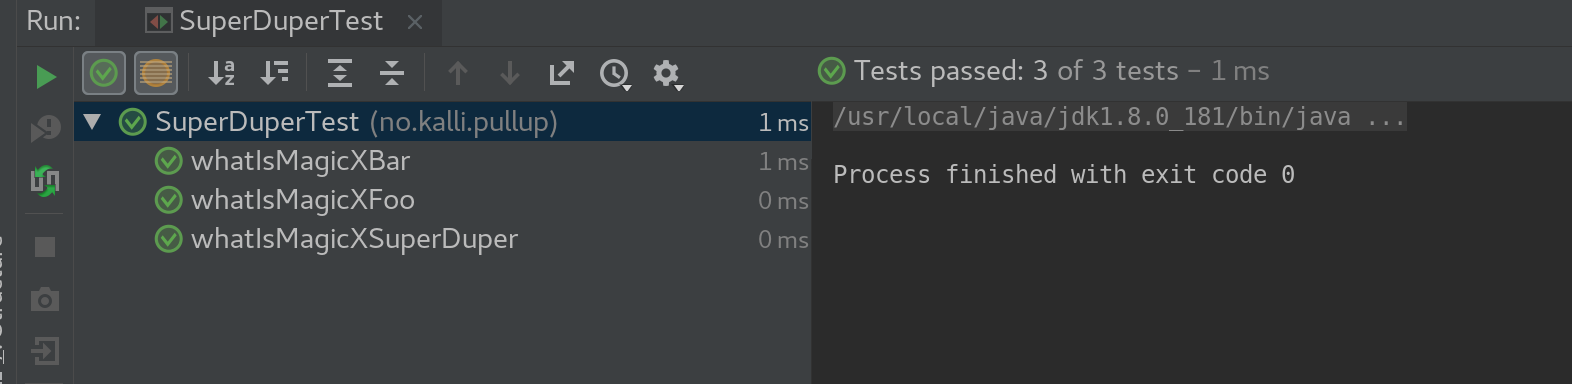 Run: SuperDuperTest
Tests passed: 3 of 3 tests – 1 ms
SuperDuperTest (no.kalli.pullup) 1 ms
whatIsMagicXBar 1 ms
whatIsMagicXFoo 0 ms
whatIsMagicXSuperDuper 0 ms
/usr/local/java/jdk1.8.0_181/bin/java ...
Process finished with exit code 0